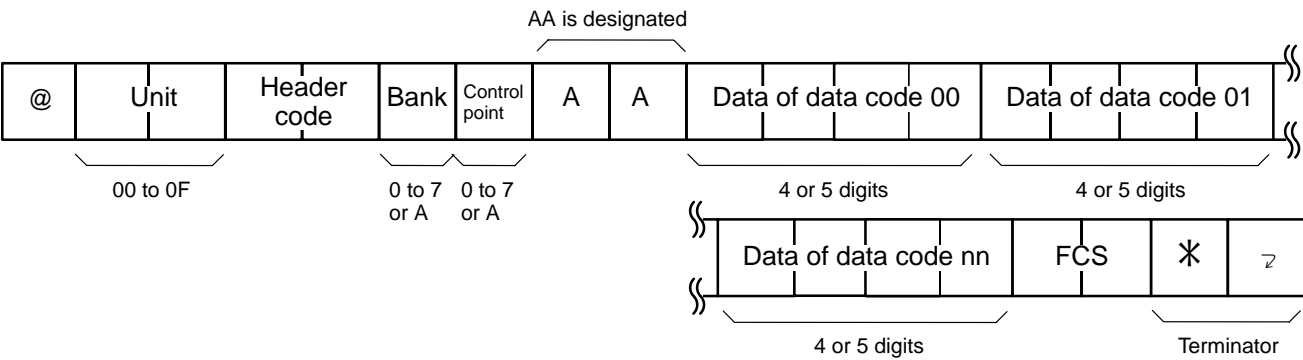 AA is designated
@ Unit Header code Bank Control point A A Data of data code 00 Data of data code 01
00 to 0F 0 to 7 or A 0 to 7 or A 4 or 5 digits 4 or 5 digits
Data of data code nn FCS * ↵
4 or 5 digits Terminator